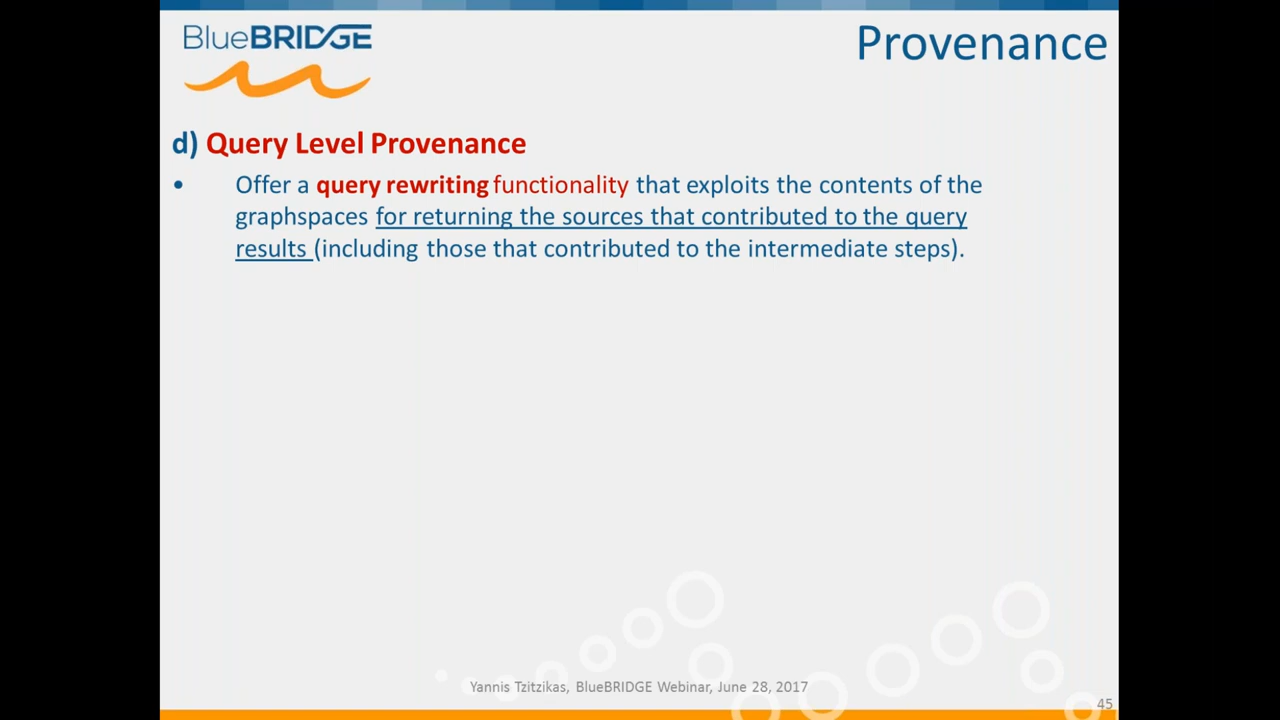 BlueBRIDGE
Provenance
d) Query Level Provenance
• Offer a query rewriting functionality that exploits the contents of the
graphspaces for returning the sources that contributed to the query
results (including those that contributed to the intermediate steps).
Yannis Tzitzikas, BlueBRIDGE Webinar, June 28, 2017
45